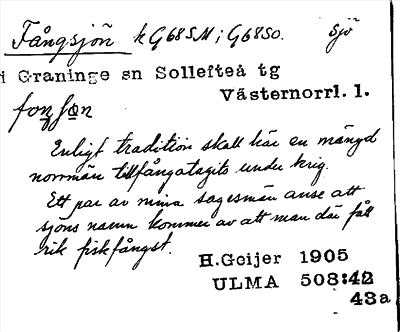 Fångsjön k G68SM; G68SO. Sjö
i Graninge sn Sollefteå tg
Västernorrl. l.
Enligt tradition skall här en mängd
norrmän tillfångatagits under krig.
Ett par av mina sagesmän anse att
sjöns namn kommer av att man där fått
rik fiskfångst.
H.Geijer 1905
ULMA 508:42
43a